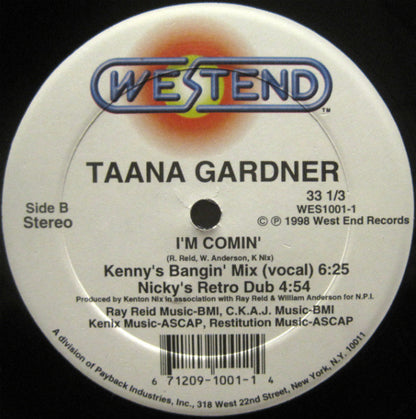 WESTEND
TM
TAANA GARDNER
Side B
Stereo
33 1/3
WES1001-1
© ℗ 1998 West End Records
I'M COMIN'
(R. Reid, W. Anderson, K Nix)
Kenny's Bangin' Mix (vocal) 6:25
Nicky's Retro Dub 4:54
Produced by Kenton Nix in association with Ray Reid & William Anderson for N.P.I.
Ray Reid Music-BMI, C.K.A.J. Music-BMI
Kenix Music-ASCAP, Restitution Music-ASCAP
6 71209-1001-1 4
A division of Payback Industries, Inc., 318 West 22nd Street, New York, N.Y. 10011